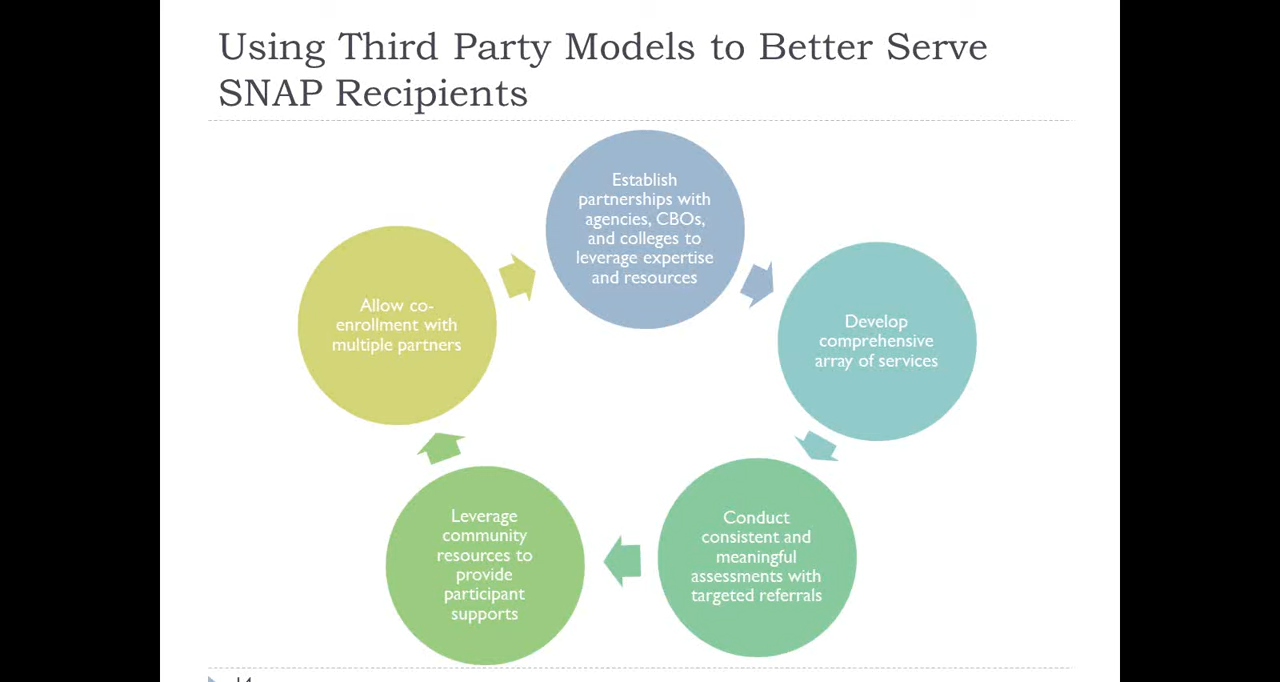 Using Third Party Models to Better Serve
SNAP Recipients
Establish
partnerships with
agencies, CBOs,
and colleges to
leverage expertise
and resources
Develop
comprehensive
array of services
Conduct
consistent and
meaningful
assessments with
targeted referrals
Leverage
community
resources to
provide
participant
supports
Allow co-
enrollment with
multiple partners